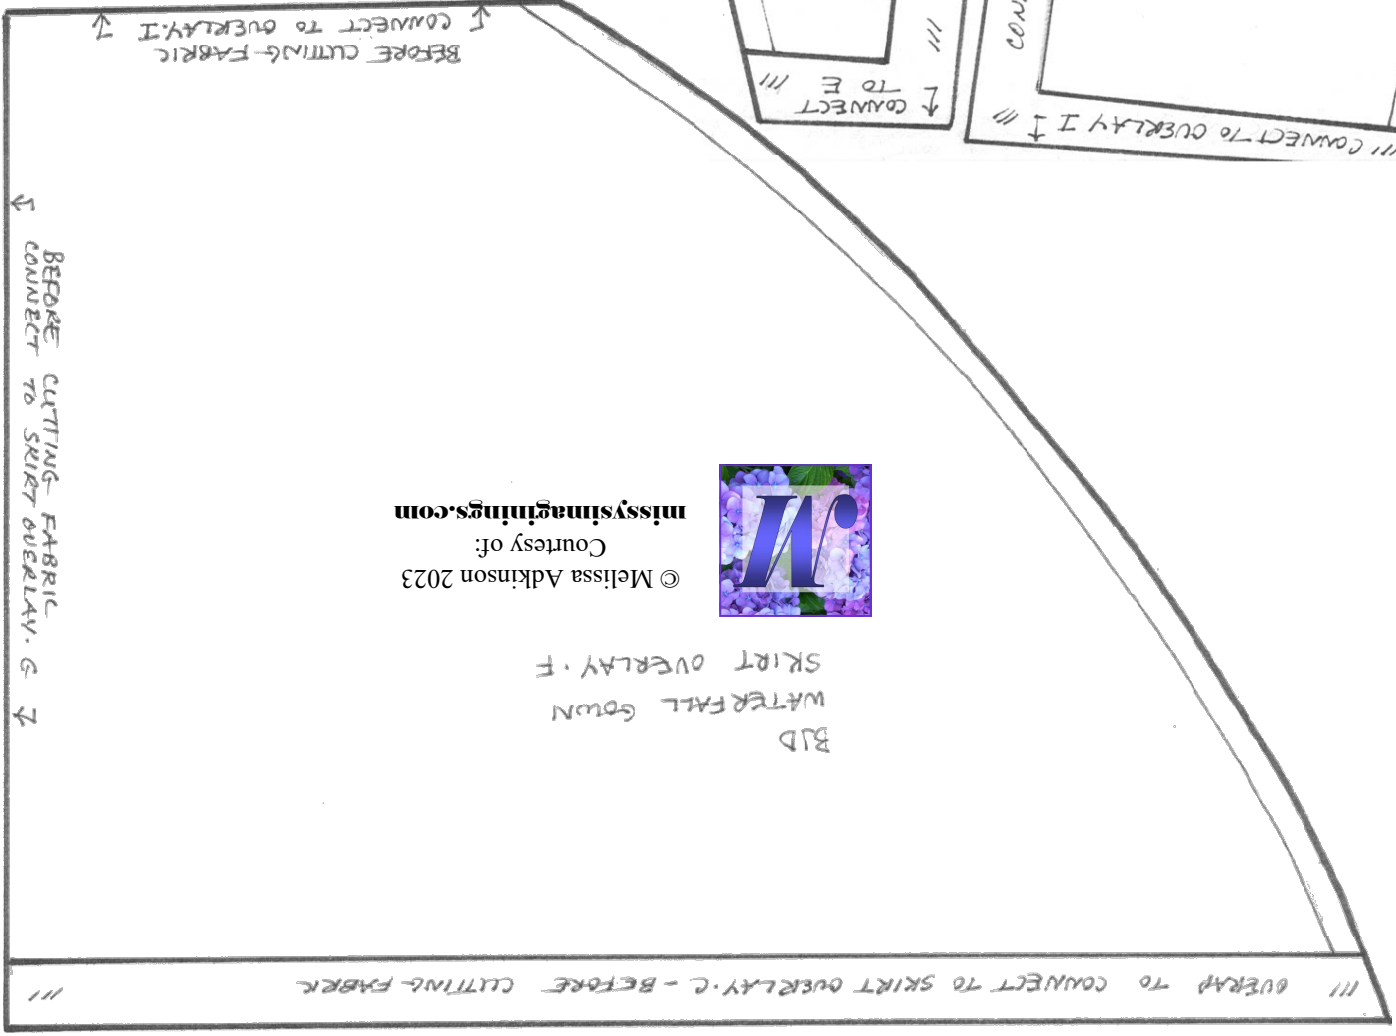 /// OVERAP TO CONNECT TO SKIRT OVERLAY·C - BEFORE CUTTING FABRIC ///
BJD
WATERFALL GOWN
SKIRT OVERLAY·F
M
© Melissa Adkinson 2023
Courtesy of:
missysimaginings.com
BEFORE CUTTING FABRIC
CONNECT TO SKIRT OVERLAY·G
BEFORE CUTTING FABRIC
CONNECT TO OVERLAY·I
/// CONNECT TO OVERLAY I ///
CONNECT
TO E ///
///
CON